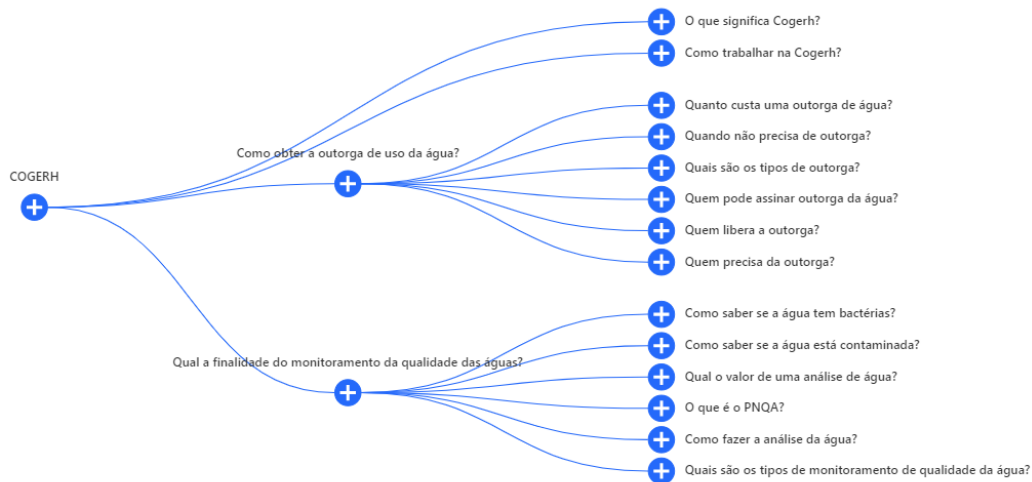 COGERH
O que significa Cogerh?
Como trabalhar na Cogerh?
Como obter a outorga de uso da água?
Quanto custa uma outorga de água?
Quando não precisa de outorga?
Quais são os tipos de outorga?
Quem pode assinar outorga da água?
Quem libera a outorga?
Quem precisa da outorga?
Qual a finalidade do monitoramento da qualidade das águas?
Como saber se a água tem bactérias?
Como saber se a água está contaminada?
Qual o valor de uma análise de água?
O que é o PNQA?
Como fazer a análise da água?
Quais são os tipos de monitoramento de qualidade da água?